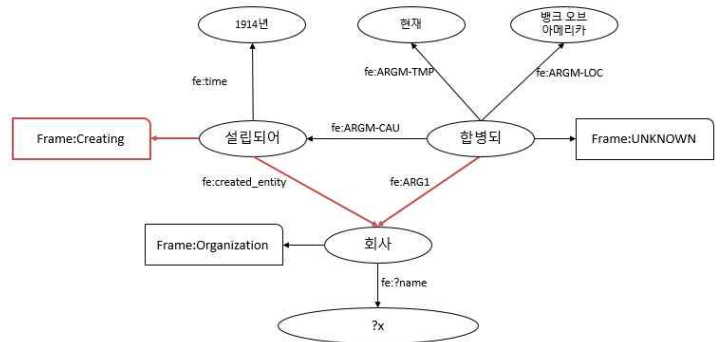 1914년
현재
뱅크 오브
아메리카
fe:time
fe:ARGM-TMP
fe:ARGM-LOC
Frame:Creating
설립되어
fe:ARGM-CAU
합병되
Frame:UNKNOWN
fe:created_entity
fe:ARG1
Frame:Organization
회사
fe:?name
?x